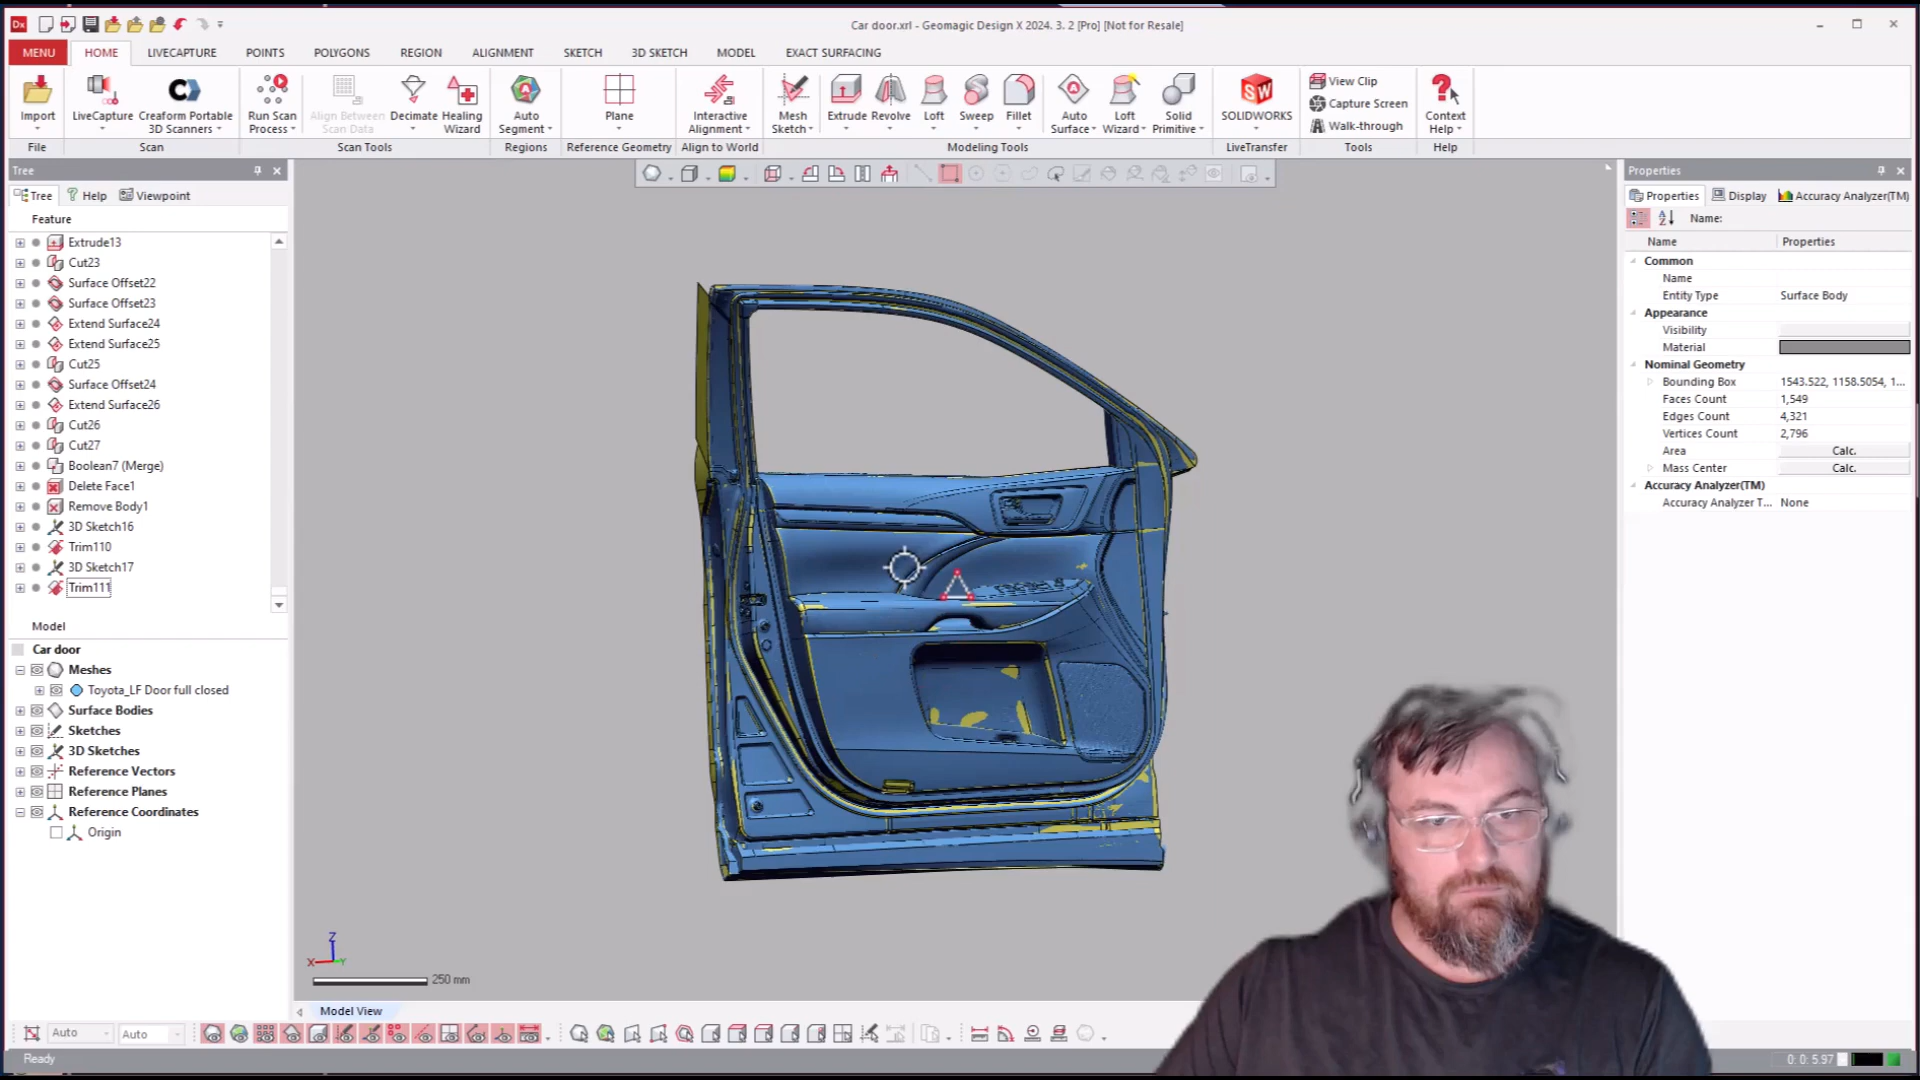 Dx
Car door.xrl - Geomagic Design X 2024. 3. 2 [Pro] [Not for Resale]
MENU HOME LIVECAPTURE POINTS POLYGONS REGION ALIGNMENT SKETCH 3D SKETCH MODEL EXACT SURFACING
Import
LiveCapture
Creaform Portable 3D Scanners
Run Scan Process
Align Between Scan Data
Decimate
Healing Wizard
Auto Segment
Plane
Interactive Alignment
Mesh Sketch
Extrude
Revolve
Loft
Sweep
Fillet
Auto Surface
Loft Wizard
Solid Primitive
SW
SOLIDWORKS
View Clip
Capture Screen
Walk-through
Context Help
File Scan Scan Tools Regions Reference Geometry Align to World Modeling Tools LiveTransfer Tools Help
Tree
Tree Help Viewpoint
Feature
Extrude13
Cut23
Surface Offset22
Surface Offset23
Extend Surface24
Extend Surface25
Cut25
Surface Offset24
Extend Surface26
Cut26
Cut27
Boolean7 (Merge)
Delete Face1
Remove Body1
3D Sketch16
Trim110
3D Sketch17
Trim111
Model
Car door
Meshes
Toyota_LF Door full closed
Surface Bodies
Sketches
3D Sketches
Reference Vectors
Reference Planes
Reference Coordinates
Origin
Z
X Y
250 mm
Model View
Auto Auto
Ready
Properties
Properties Display Accuracy Analyzer(TM)
Name:
Name Properties
Common
Name
Entity Type Surface Body
Appearance
Visibility
Material
Nominal Geometry
Bounding Box 1543.522, 1158.5054, 1...
Faces Count 1,549
Edges Count 4,321
Vertices Count 2,796
Area Calc.
Mass Center Calc.
Accuracy Analyzer(TM)
Accuracy Analyzer T... None
0: 0: 5.97